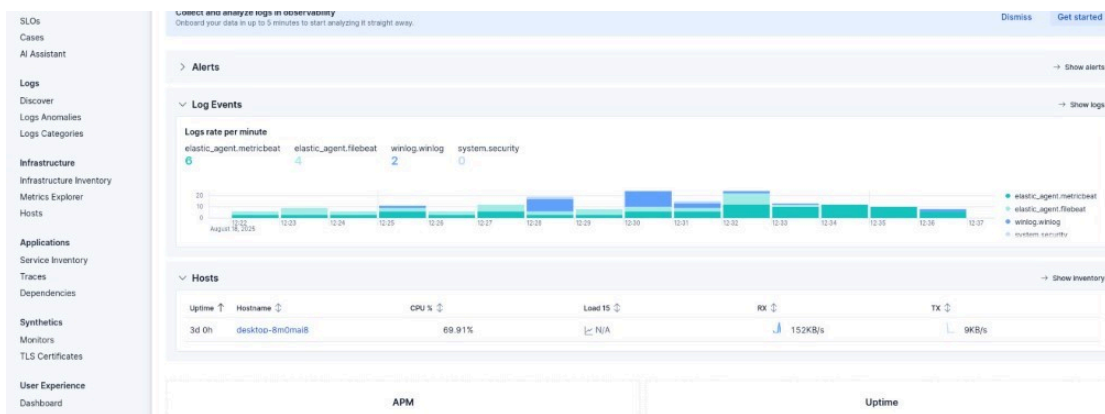 SLOs
Cases
AI Assistant
Logs
Discover
Logs Anomalies
Logs Categories
Infrastructure
Infrastructure Inventory
Metrics Explorer
Hosts
Applications
Service Inventory
Traces
Dependencies
Synthetics
Monitors
TLS Certificates
User Experience
Dashboard
Collect and analyze logs in observability
Onboard your data in up to 5 minutes to start analyzing it straight away.
Dismiss Get started
Alerts → Show alerts
Log Events → Show logs
Logs rate per minute
elastic_agent.metricbeat elastic_agent.filebeat winlog.winlog system.security
6 4 2 0
20
10
0
12:22 12:23 12:24 12:25 12:26 12:27 12:28 12:29 12:30 12:31 12:32 12:33 12:34 12:35 12:36 12:37
August 18, 2025
elastic_agent.metricbeat
elastic_agent.filebeat
winlog.winlog
system.security
Hosts → Show inventory
Uptime Hostname CPU % Load 15 RX TX
3d 0h desktop-8m0mai8 69.91% N/A 152KB/s 9KB/s
APM Uptime